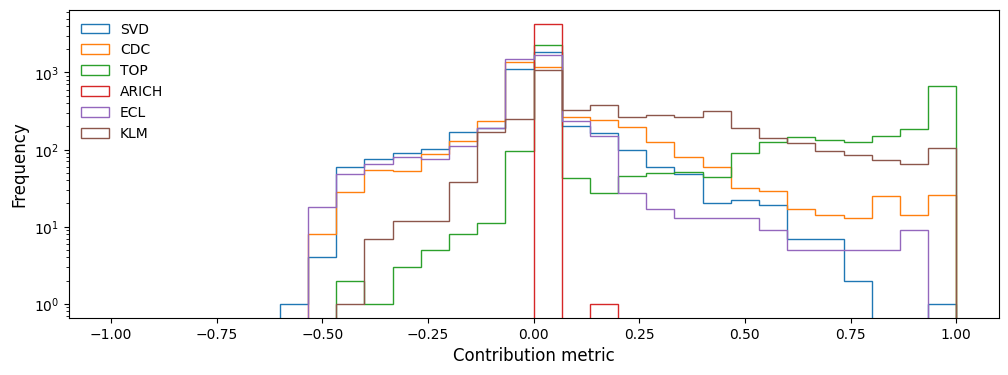 SVD
CDC
TOP
ARICH
ECL
KLM
Frequency
10³
10²
10¹
10⁰
−1.00 −0.75 −0.50 −0.25 0.00 0.25 0.50 0.75 1.00
Contribution metric